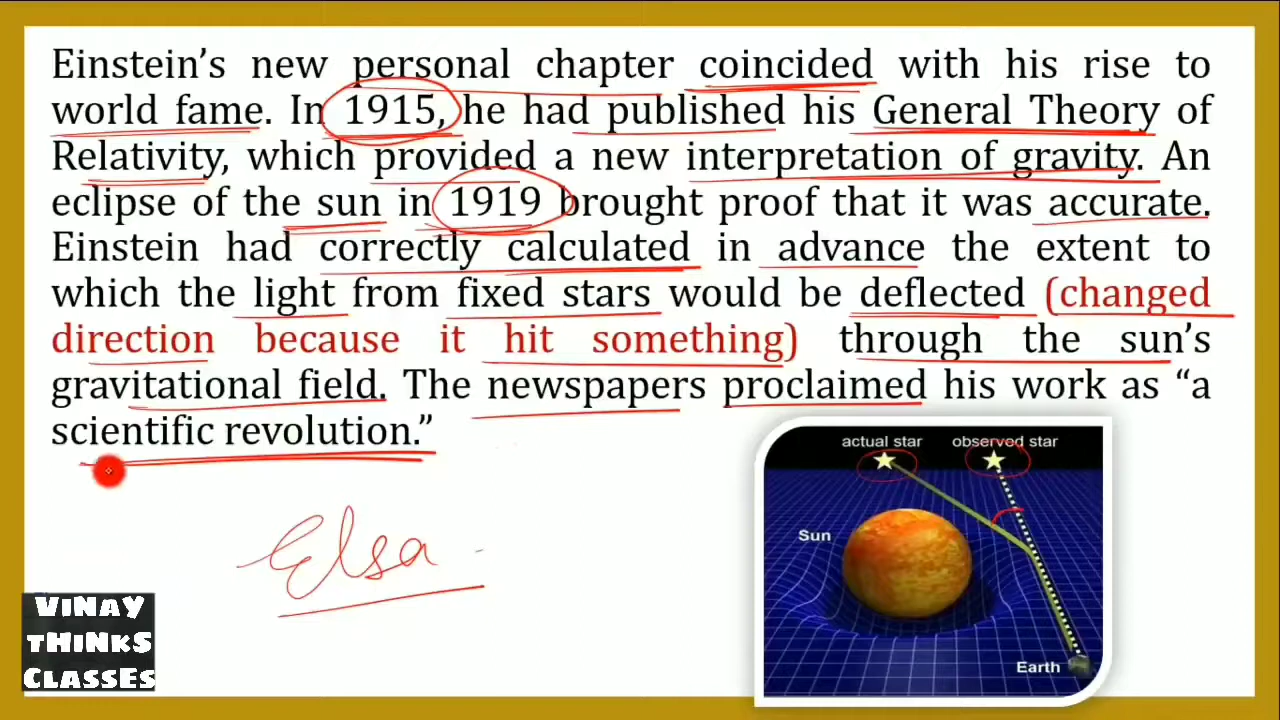 Einstein’s new personal chapter coincided with his rise to
world fame. In 1915, he had published his General Theory of
Relativity, which provided a new interpretation of gravity. An
eclipse of the sun in 1919 brought proof that it was accurate.
Einstein had correctly calculated in advance the extent to
which the light from fixed stars would be deflected (changed
direction because it hit something) through the sun’s
gravitational field. The newspapers proclaimed his work as “a
scientific revolution.”
actual star observed star
Sun
Earth
Elsa
ViNAY
THiNKS
CLASSES